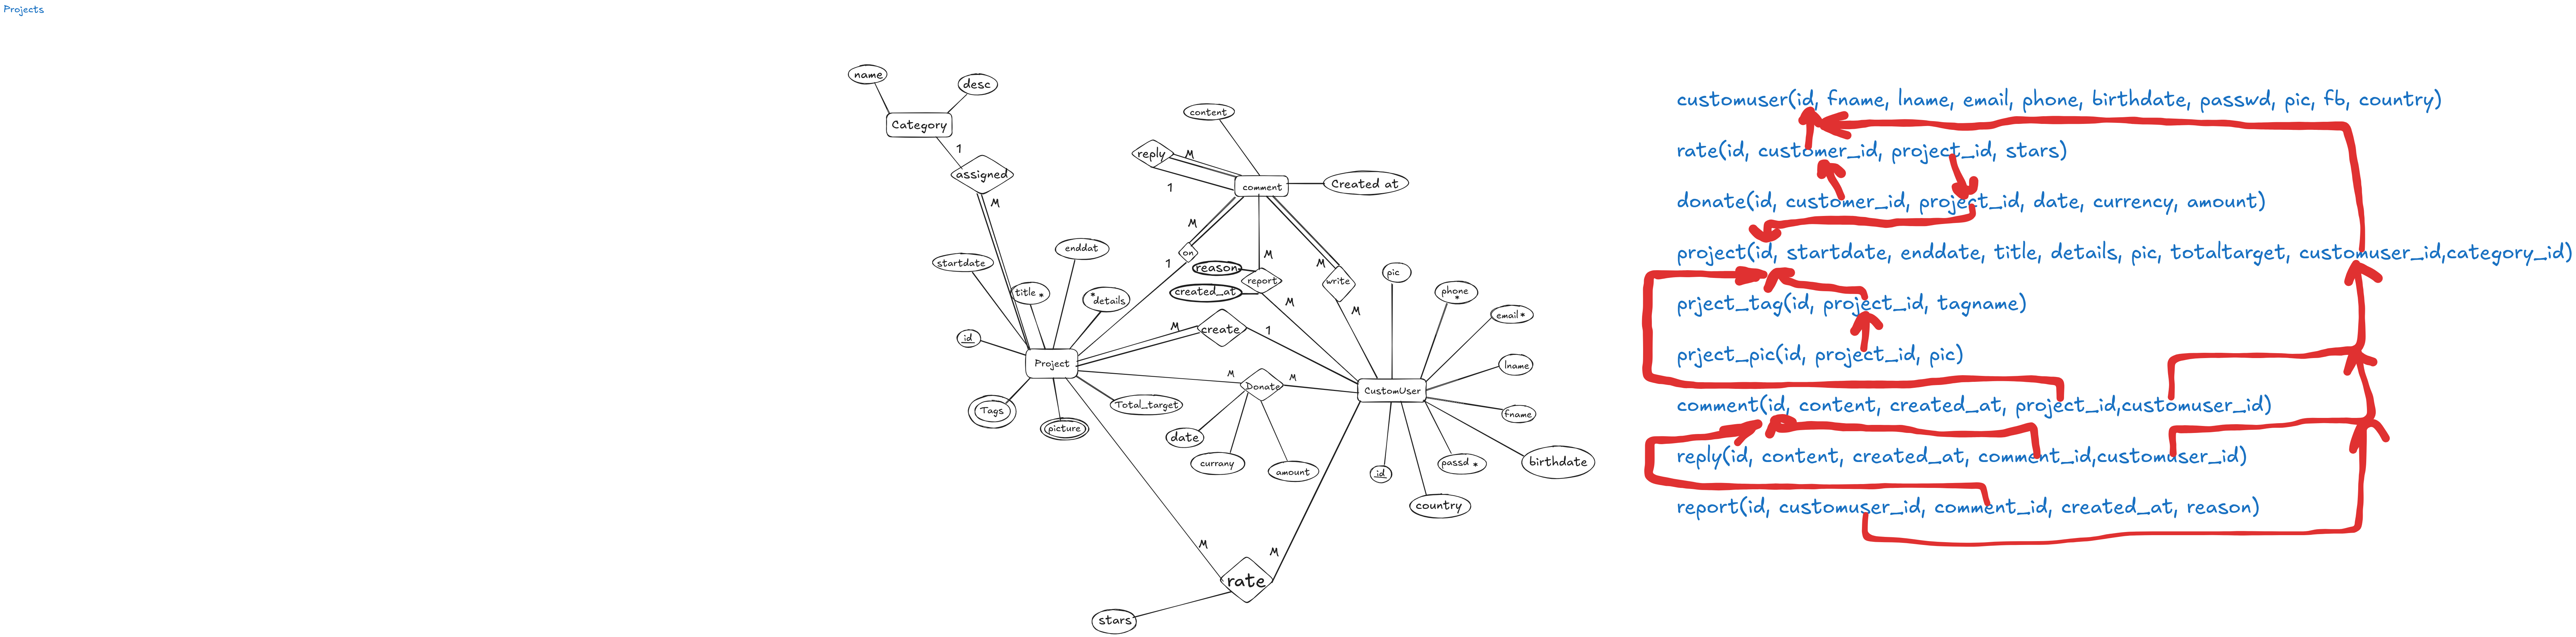 Projects
name
desc
Category
1
assigned
M
content
reply
M
1
comment
Created at
M
on
1
M
reason
report
created_at
M
M
write
M
startdate
enddat
title *
* details
id
Project
Tags
picture
Total_target
M
create
1
M
Donate
M
date
currany
amount
pic
phone *
email *
lname
CustomUser
fname
id
passd *
birthdate
country
M
M
rate
stars
customuser(id, fname, lname, email, phone, birthdate, passwd, pic, fb, country)
rate(id, customer_id, project_id, stars)
donate(id, customer_id, project_id, date, currency, amount)
project(id, startdate, enddate, title, details, pic, totaltarget, customuser_id,category_id)
prject_tag(id, project_id, tagname)
prject_pic(id, project_id, pic)
comment(id, content, created_at, project_id,customuser_id)
reply(id, content, created_at, comment_id,customuser_id)
report(id, customuser_id, comment_id, created_at, reason)